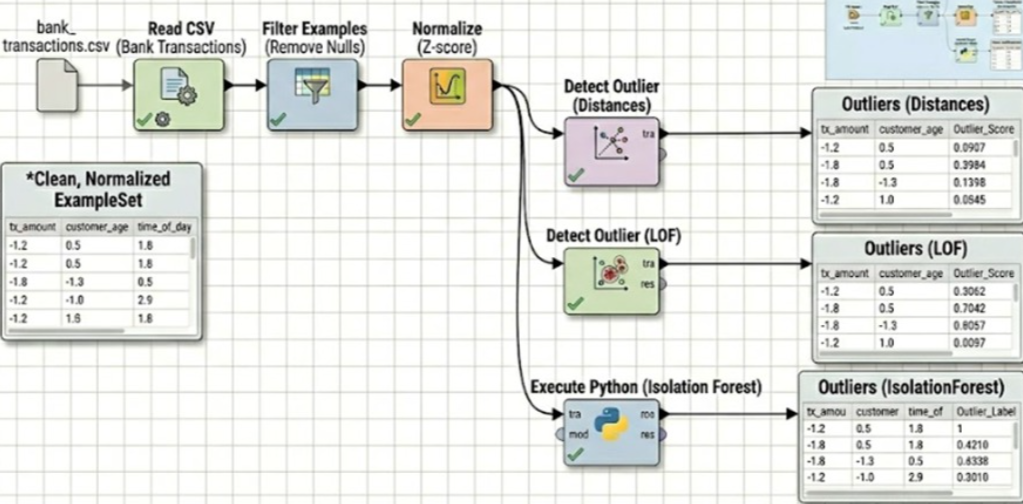 bank_
transactions.csv
Read CSV
(Bank Transactions)
Filter Examples
(Remove Nulls)
Normalize
(Z-score)
Detect Outlier
(Distances)
tra
Outliers (Distances)
tx_amount customer_age Outlier_Score
-1.2 0.5 0.0907
-1.8 0.5 0.3984
-1.8 -1.3 0.1398
-1.2 1.0 0.0545
*Clean, Normalized
ExampleSet
tx_amount customer_age time_of_day
-1.2 0.5 1.8
-1.2 0.5 1.8
-1.8 -1.3 0.5
-1.2 -1.0 2.9
-1.2 1.6 1.8
Detect Outlier (LOF)
tra
res
Outliers (LOF)
tx_amount customer_age Outlier_Score
-1.2 0.5 0.3062
-1.8 0.5 0.7042
-1.8 -1.3 0.8057
-1.2 1.0 0.0097
Execute Python (Isolation Forest)
tra
mod
res
Outliers (IsolationForest)
tx_amou customer time_of Outlier_Label
-1.2 0.5 1.8 1
-1.8 0.5 1.8 0.4210
-1.8 -1.3 0.5 0.6338
-1.2 -1.0 2.9 0.3010